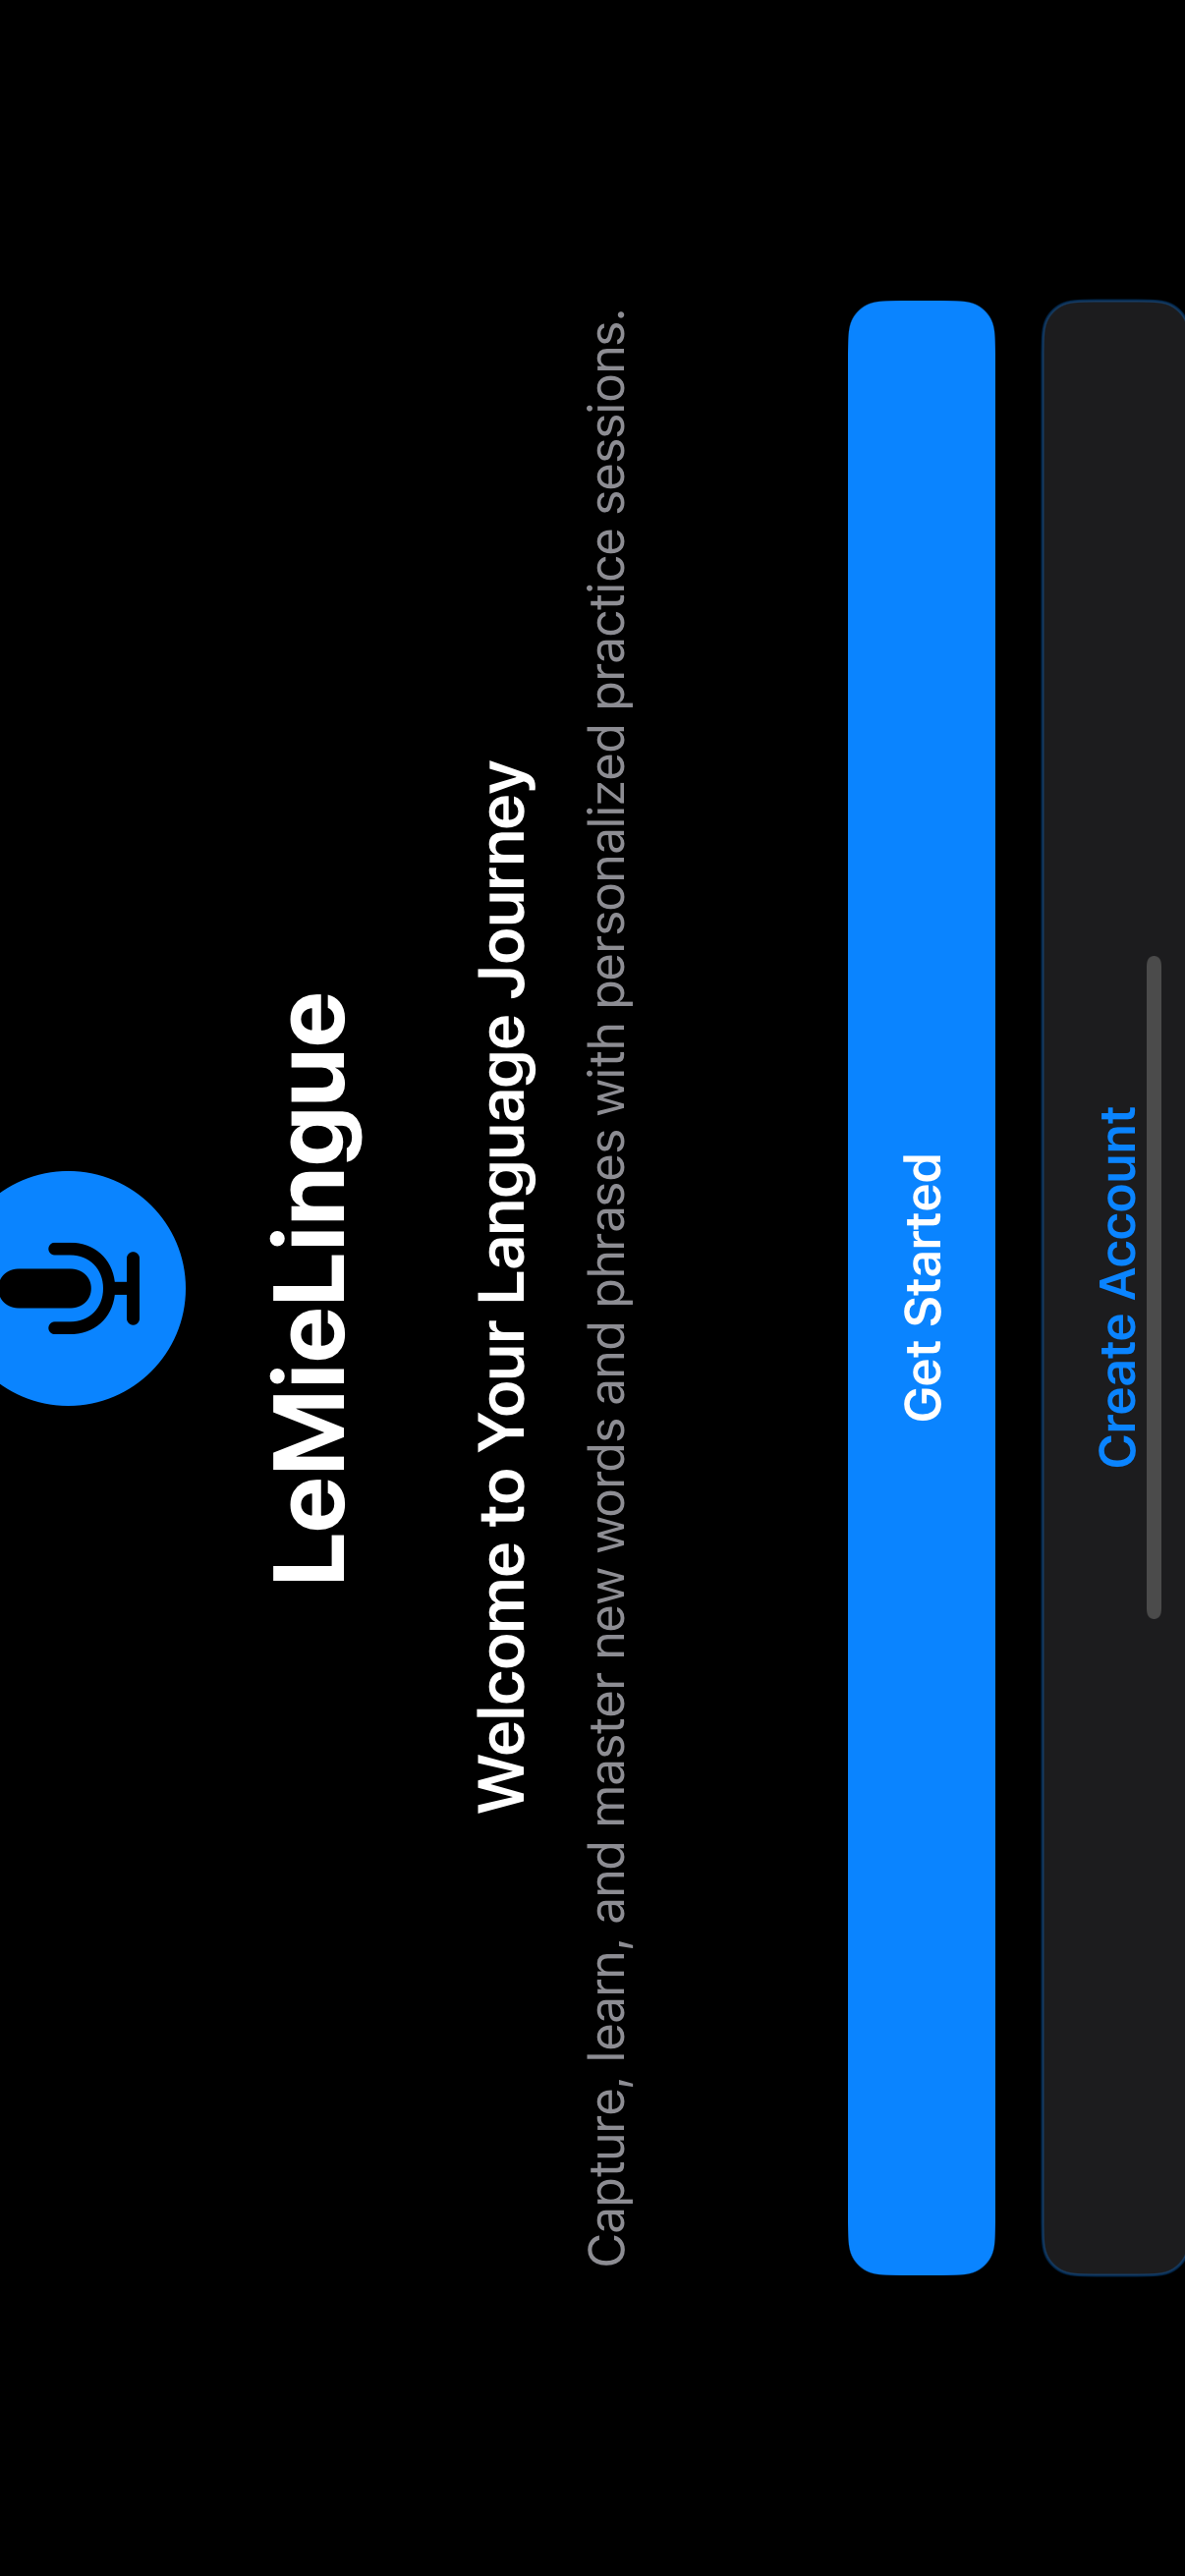 LeMieLingue
Welcome to Your Language Journey
Capture, learn, and master new words and phrases with personalized practice sessions.
Get Started
Create Account